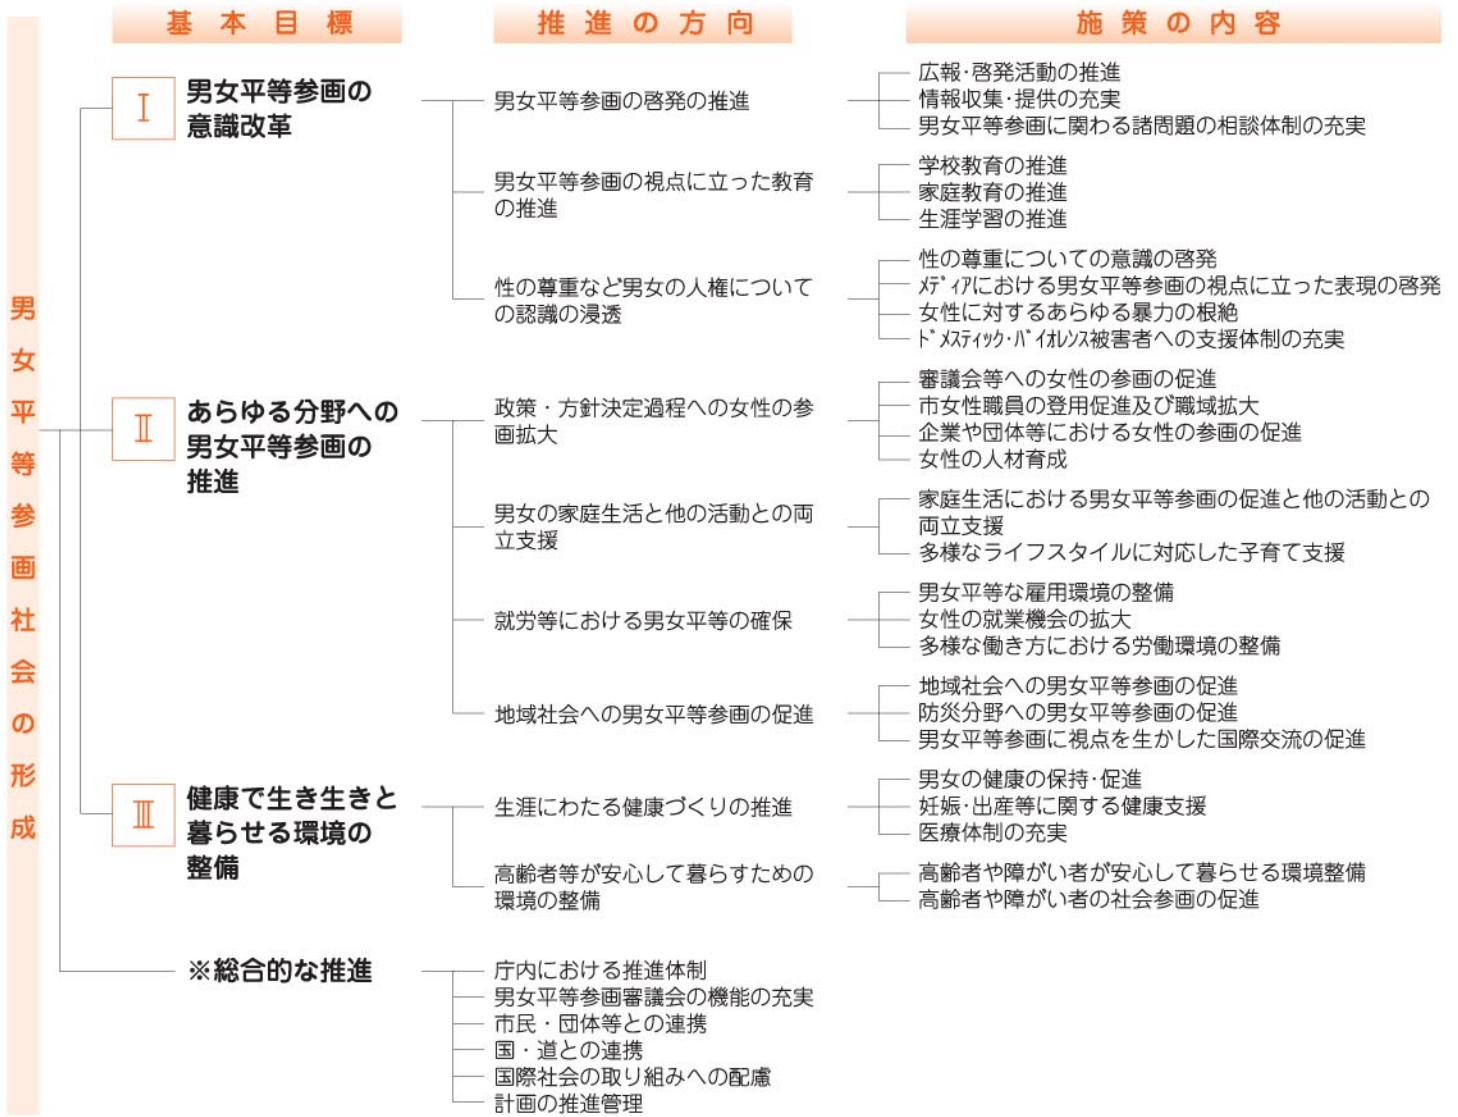 男女平等参画社会の形成
基本目標
推進の方向
施策の内容
Ⅰ
男女平等参画の
意識改革
男女平等参画の啓発の推進
広報・啓発活動の推進
情報収集・提供の充実
男女平等参画に関わる諸問題の相談体制の充実
男女平等参画の視点に立った教育
の推進
学校教育の推進
家庭教育の推進
生涯学習の推進
性の尊重など男女の人権について
の認識の浸透
性の尊重についての意識の啓発
ﾒﾃﾞｨｱにおける男女平等参画の視点に立った表現の啓発
女性に対するあらゆる暴力の根絶
ﾄﾞﾒｽﾃｨｯｸ・ﾊﾞｲｵﾚﾝｽ被害者への支援体制の充実
Ⅱ
あらゆる分野への
男女平等参画の
推進
政策・方針決定過程への女性の参
画拡大
審議会等への女性の参画の促進
市女性職員の登用促進及び職域拡大
企業や団体等における女性の参画の促進
女性の人材育成
男女の家庭生活と他の活動との両
立支援
家庭生活における男女平等参画の促進と他の活動との
両立支援
多様なライフスタイルに対応した子育て支援
就労等における男女平等の確保
男女平等な雇用環境の整備
女性の就業機会の拡大
多様な働き方における労働環境の整備
地域社会への男女平等参画の促進
地域社会への男女平等参画の促進
防災分野への男女平等参画の促進
男女平等参画に視点を生かした国際交流の促進
Ⅲ
健康で生き生きと
暮らせる環境の
整備
生涯にわたる健康づくりの推進
男女の健康の保持・促進
妊娠・出産等に関する健康支援
医療体制の充実
高齢者等が安心して暮らすための
環境の整備
高齢者や障がい者が安心して暮らせる環境整備
高齢者や障がい者の社会参画の促進
※総合的な推進
庁内における推進体制
男女平等参画審議会の機能の充実
市民・団体等との連携
国・道との連携
国際社会の取り組みへの配慮
計画の推進管理